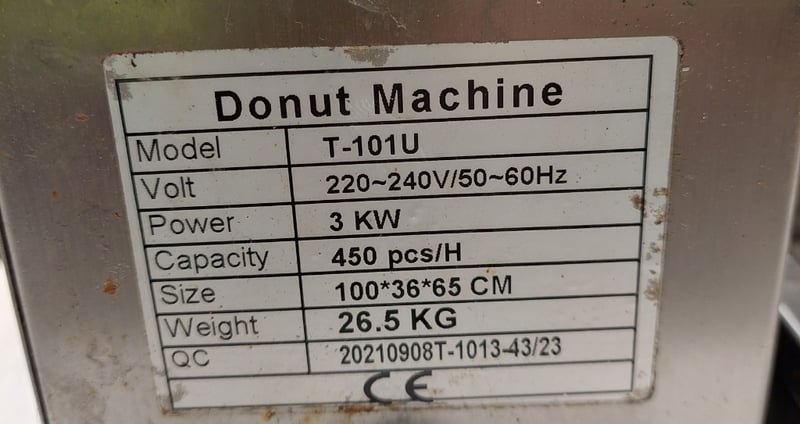 Donut Machine
Model T-101U
Volt 220~240V/50~60Hz
Power 3 KW
Capacity 450 pcs/H
Size 100*36*65 CM
Weight 26.5 KG
QC 20210908T-1013-43/23
CE